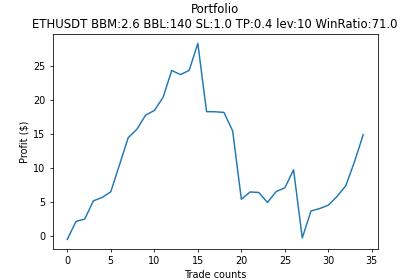 Portfolio
ETHUSDT BBM:2.6 BBL:140 SL:1.0 TP:0.4 lev:10 WinRatio:71.0
Profit ($)
25
20
15
10
5
0
0 5 10 15 20 25 30 35
Trade counts